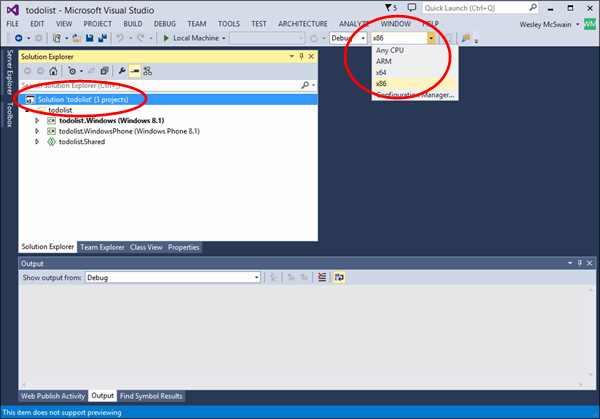 todolist - Microsoft Visual Studio
5
Quick Launch (Ctrl+Q)
FILE EDIT VIEW PROJECT BUILD DEBUG TEAM TOOLS TEST ARCHITECTURE ANALYZE WINDOW HELP
Wesley McSwain WM
Local Machine Debug x86
Any CPU
ARM
x64
x86
Configuration Manager...
Server Explorer
Toolbox
Solution Explorer
Search Solution Explorer (Ctrl+;)
Solution 'todolist' (3 projects)
todolist
todolist.Windows (Windows 8.1)
todolist.WindowsPhone (Windows Phone 8.1)
todolist.Shared
Solution Explorer Team Explorer Class View Properties
Output
Show output from: Debug
Web Publish Activity Output Find Symbol Results
This item does not support previewing